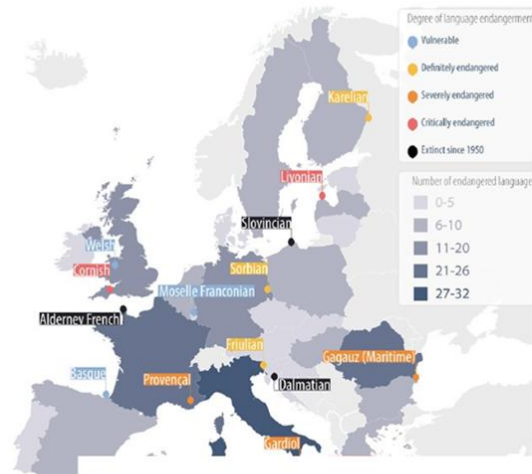 Degree of language endangerment
Vulnerable
Definitely endangered
Severely endangered
Critically endangered
Extinct since 1950
Number of endangered language
0-5
6-10
11-20
21-26
27-32
Karelian
Livonian
Slovincian
Welsh
Cornish
Sorbian
Moselle Franconian
Alderney French
Friulian
Gagauz (Maritime)
Basque
Provençal
Dalmatian
Gardiol